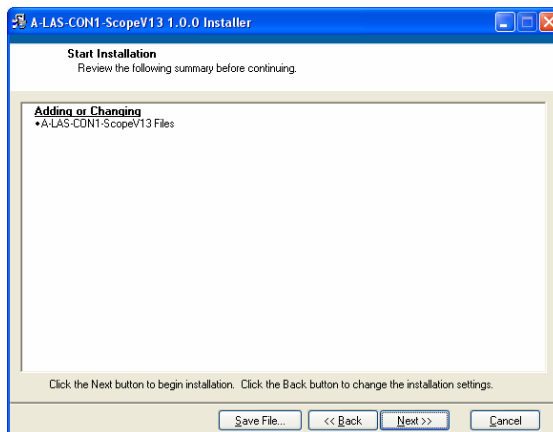 A-LAS-CON1-ScopeV13 1.0.0 Installer
Start Installation
Review the following summary before continuing.
Adding or Changing
•A-LAS-CON1-ScopeV13 Files
Click the Next button to begin installation. Click the Back button to change the installation settings.
Save File... << Back Next >> Cancel